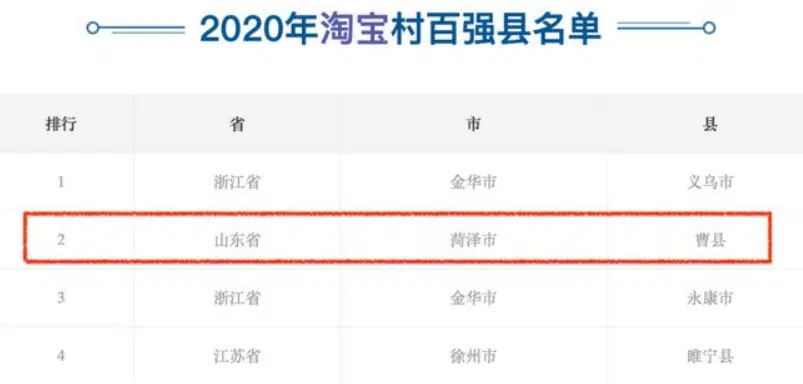 2020年淘宝村百强县名单
排行 省 市 县
1 浙江省 金华市 义乌市
2 山东省 菏泽市 曹县
3 浙江省 金华市 永康市
4 江苏省 徐州市 睢宁县